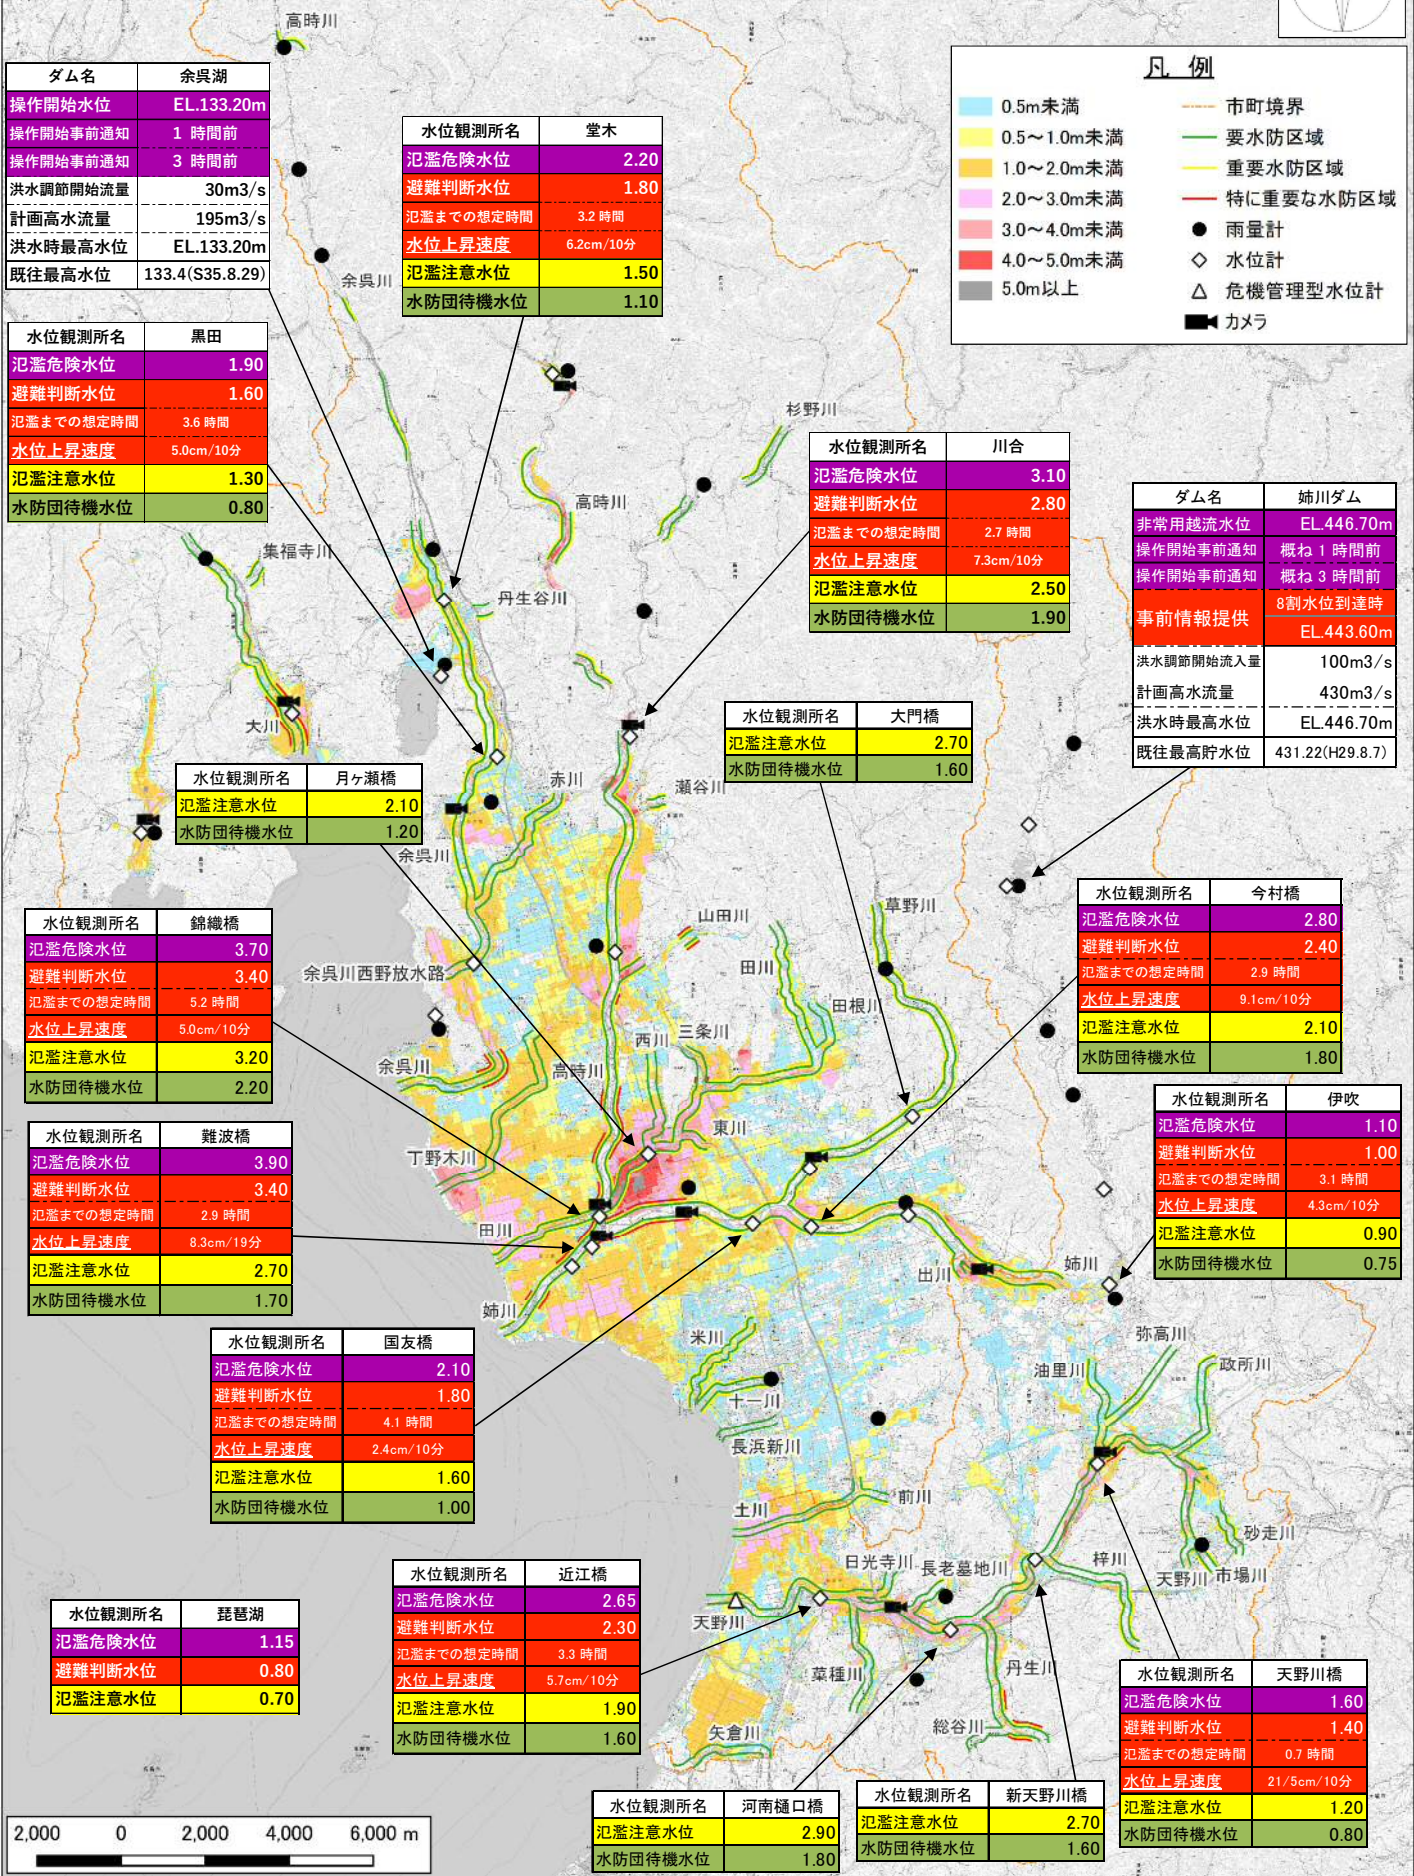 高時川
凡 例
0.5m未満
0.5～1.0m未満
1.0～2.0m未満
2.0～3.0m未満
3.0～4.0m未満
4.0～5.0m未満
5.0m以上
市町境界
要水防区域
重要水防区域
特に重要な水防区域
雨量計
水位計
危機管理型水位計
カメラ
ダム名 余呉湖
操作開始水位 EL.133.20m
操作開始事前通知 1 時間前
操作開始事前通知 3 時間前
洪水調節開始流量 30m3/s
計画高水流量 195m3/s
洪水時最高水位 EL.133.20m
既往最高水位 133.4(S35.8.29)
水位観測所名 堂木
氾濫危険水位 2.20
避難判断水位 1.80
氾濫までの想定時間 3.2 時間
水位上昇速度 6.2cm/10分
氾濫注意水位 1.50
水防団待機水位 1.10
余呉川
水位観測所名 黒田
氾濫危険水位 1.90
避難判断水位 1.60
氾濫までの想定時間 3.6 時間
水位上昇速度 5.0cm/10分
氾濫注意水位 1.30
水防団待機水位 0.80
杉野川
水位観測所名 川合
氾濫危険水位 3.10
避難判断水位 2.80
氾濫までの想定時間 2.7 時間
水位上昇速度 7.3cm/10分
氾濫注意水位 2.50
水防団待機水位 1.90
ダム名 姉川ダム
非常用越流水位 EL.446.70m
操作開始事前通知 概ね 1 時間前
操作開始事前通知 概ね 3 時間前
事前情報提供 8割水位到達時
EL.443.60m
洪水調節開始流入量 100m3/s
計画高水流量 430m3/s
洪水時最高水位 EL.446.70m
既往最高貯水位 431.22(H29.8.7)
高時川
集福寺川
丹生谷川
大川
水位観測所名 大門橋
氾濫注意水位 2.70
水防団待機水位 1.60
水位観測所名 月ヶ瀬橋
氾濫注意水位 2.10
水防団待機水位 1.20
赤川
瀬谷川
余呉川
水位観測所名 今村橋
氾濫危険水位 2.80
避難判断水位 2.40
氾濫までの想定時間 2.9 時間
水位上昇速度 9.1cm/10分
氾濫注意水位 2.10
水防団待機水位 1.80
水位観測所名 錦織橋
氾濫危険水位 3.70
避難判断水位 3.40
氾濫までの想定時間 5.2 時間
水位上昇速度 5.0cm/10分
氾濫注意水位 3.20
水防団待機水位 2.20
草野川
山田川
田川
余呉川西野放水路
田根川
西川
三条川
余呉川
高時川
東川
丁野木川
水位観測所名 伊吹
氾濫危険水位 1.10
避難判断水位 1.00
氾濫までの想定時間 3.1 時間
水位上昇速度 4.3cm/10分
氾濫注意水位 0.90
水防団待機水位 0.75
水位観測所名 難波橋
氾濫危険水位 3.90
避難判断水位 3.40
氾濫までの想定時間 2.9 時間
水位上昇速度 8.3cm/19分
氾濫注意水位 2.70
水防団待機水位 1.70
田川
出川
姉川
姉川
水位観測所名 国友橋
氾濫危険水位 2.10
避難判断水位 1.80
氾濫までの想定時間 4.1 時間
水位上昇速度 2.4cm/10分
氾濫注意水位 1.60
水防団待機水位 1.00
米川
弥高川
油里川
政所川
十一川
長浜新川
土川
前川
砂走川
日光寺川
長老墓地川
梓川
天野川
市場川
水位観測所名 近江橋
氾濫危険水位 2.65
避難判断水位 2.30
氾濫までの想定時間 3.3 時間
水位上昇速度 5.7cm/10分
氾濫注意水位 1.90
水防団待機水位 1.60
水位観測所名 琵琶湖
氾濫危険水位 1.15
避難判断水位 0.80
氾濫注意水位 0.70
天野川
丹生川
総谷川
矢倉川
水位観測所名 天野川橋
氾濫危険水位 1.60
避難判断水位 1.40
氾濫までの想定時間 0.7 時間
水位上昇速度 21/5cm/10分
氾濫注意水位 1.20
水防団待機水位 0.80
水位観測所名 河南樋口橋
氾濫注意水位 2.90
水防団待機水位 1.80
水位観測所名 新天野川橋
氾濫注意水位 2.70
水防団待機水位 1.60
2,000 0 2,000 4,000 6,000 m